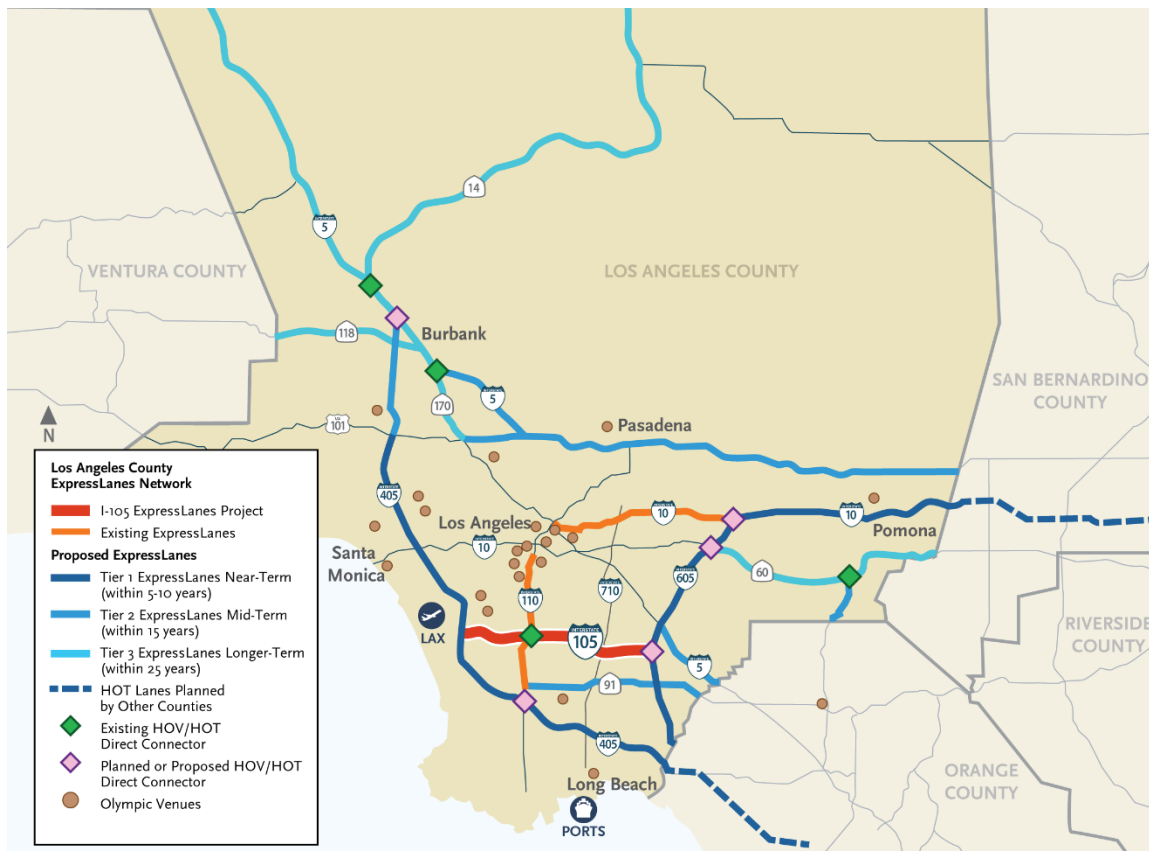 14
5
VENTURA COUNTY
LOS ANGELES COUNTY
118
Burbank
SAN BERNARDINO
COUNTY
170
5
N
US
101
Pasadena
Los Angeles County
ExpressLanes Network
I-105 ExpressLanes Project
Existing ExpressLanes
Proposed ExpressLanes
Tier 1 ExpressLanes Near-Term
(within 5-10 years)
Tier 2 ExpressLanes Mid-Term
(within 15 years)
Tier 3 ExpressLanes Longer-Term
(within 25 years)
HOT Lanes Planned
by Other Counties
Existing HOV/HOT
Direct Connector
Planned or Proposed HOV/HOT
Direct Connector
Olympic Venues
405
Los Angeles
10
10
10
Pomona
Santa
Monica
110
710
605
60
LAX
INTERSTATE
105
RIVERSIDE
COUNTY
5
91
405
Long Beach
PORTS
ORANGE
COUNTY